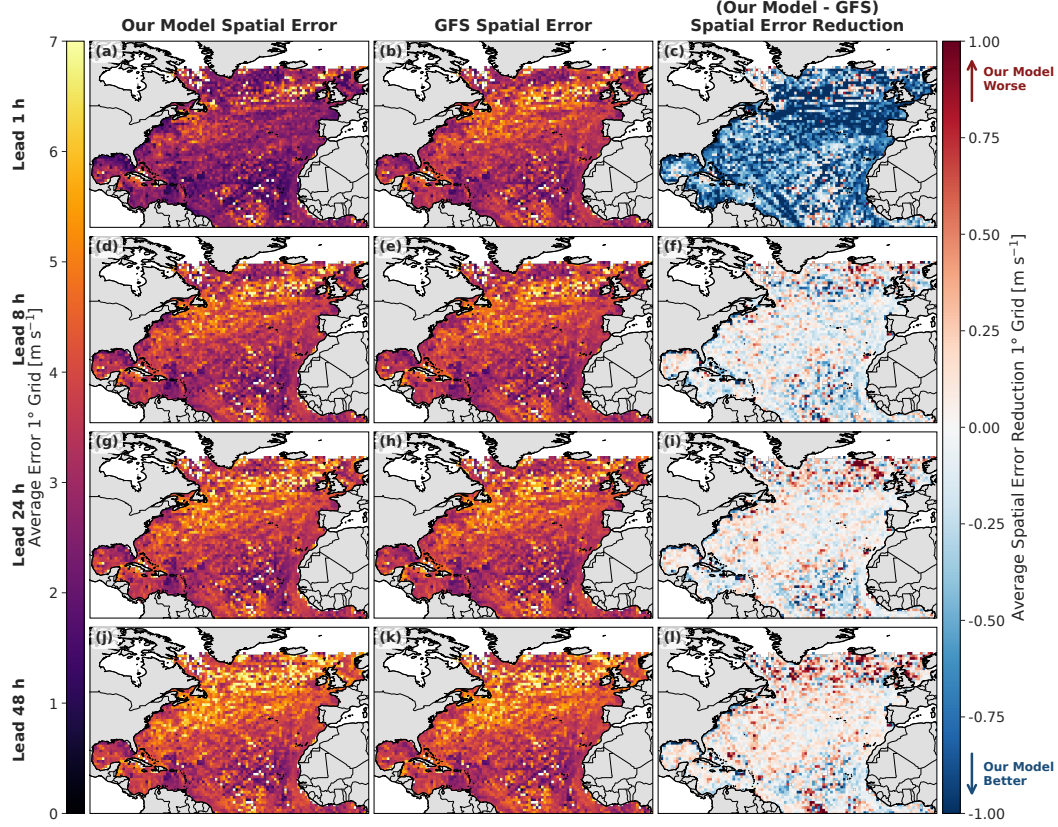 Our Model Spatial Error
GFS Spatial Error
(Our Model - GFS)
Spatial Error Reduction
Lead 1 h
Lead 8 h
Lead 24 h
Lead 48 h
7
6
5
4
3
2
1
0
Average Error 1° Grid [m s⁻¹]
(a)
(b)
(c)
(d)
(e)
(f)
(g)
(h)
(i)
(j)
(k)
(l)
1.00
0.75
0.50
0.25
0.00
-0.25
-0.50
-0.75
-1.00
Our Model
Worse
Our Model
Better
Average Spatial Error Reduction 1° Grid [m s⁻¹]